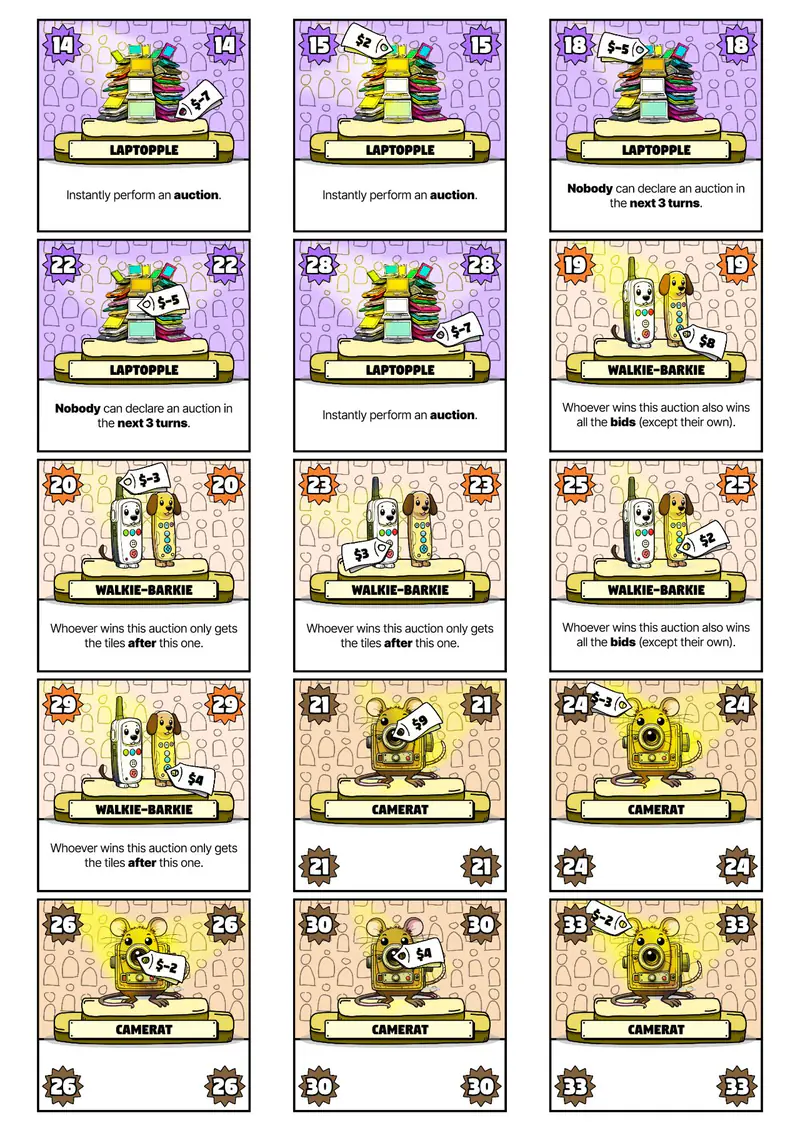 14 14
$-7
LAPTOPPLE
Instantly perform an auction.
15 $2 15
LAPTOPPLE
Instantly perform an auction.
18 $-5 18
LAPTOPPLE
Nobody can declare an auction in
the next 3 turns.
22 22
$-5
LAPTOPPLE
Nobody can declare an auction in
the next 3 turns.
28 28
$-7
LAPTOPPLE
Instantly perform an auction.
19 19
$8
WALKIE-BARKIE
Whoever wins this auction also wins
all the bids (except their own).
20 $-3 20
WALKIE-BARKIE
Whoever wins this auction only gets
the tiles after this one.
23 23
$3
WALKIE-BARKIE
Whoever wins this auction only gets
the tiles after this one.
25 25
$2
WALKIE-BARKIE
Whoever wins this auction also wins
all the bids (except their own).
29 29
$4
WALKIE-BARKIE
Whoever wins this auction only gets
the tiles after this one.
21 21
$9
CAMERAT
21 21
24 $-3 24
CAMERAT
24 24
26 26
$-2
CAMERAT
26 26
30 30
$4
CAMERAT
30 30
33 $-2 33
CAMERAT
33 33